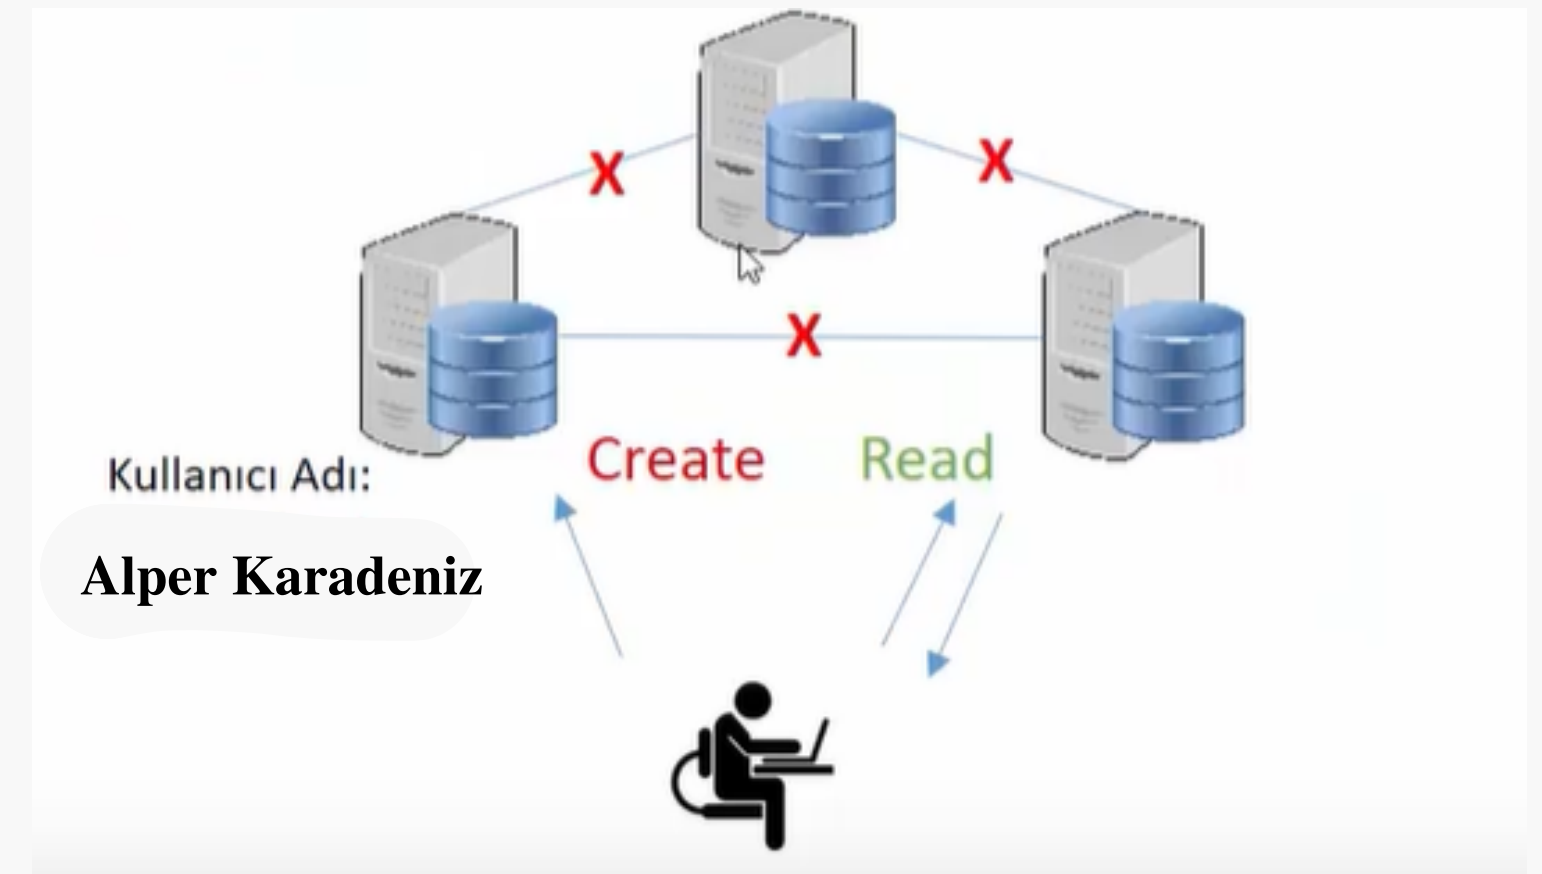 X
X
X
Create
Read
Kullanıcı Adı:
Alper Karadeniz